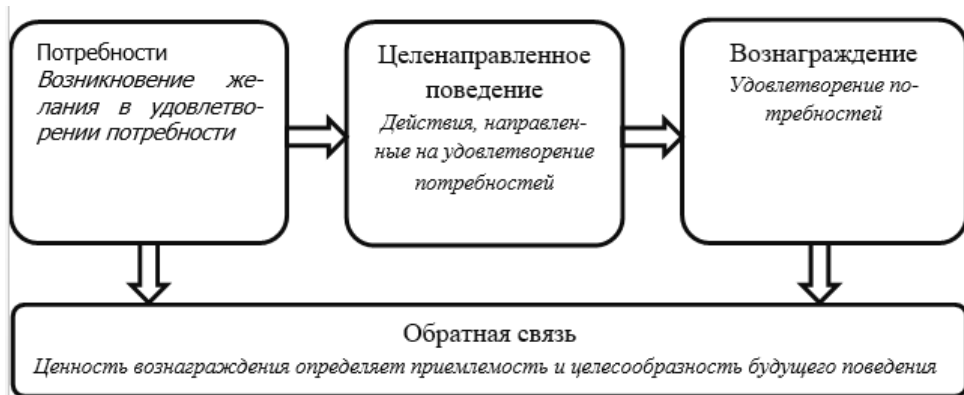 Потребности
Возникновение же-
лания в удовлетво-
рении потребности
Целенаправленное
поведение
Действия, направлен-
ные на удовлетворение
потребностей
Вознаграждение
Удовлетворение по-
требностей
Обратная связь
Ценность вознаграждения определяет приемлемость и целесообразность будущего поведения